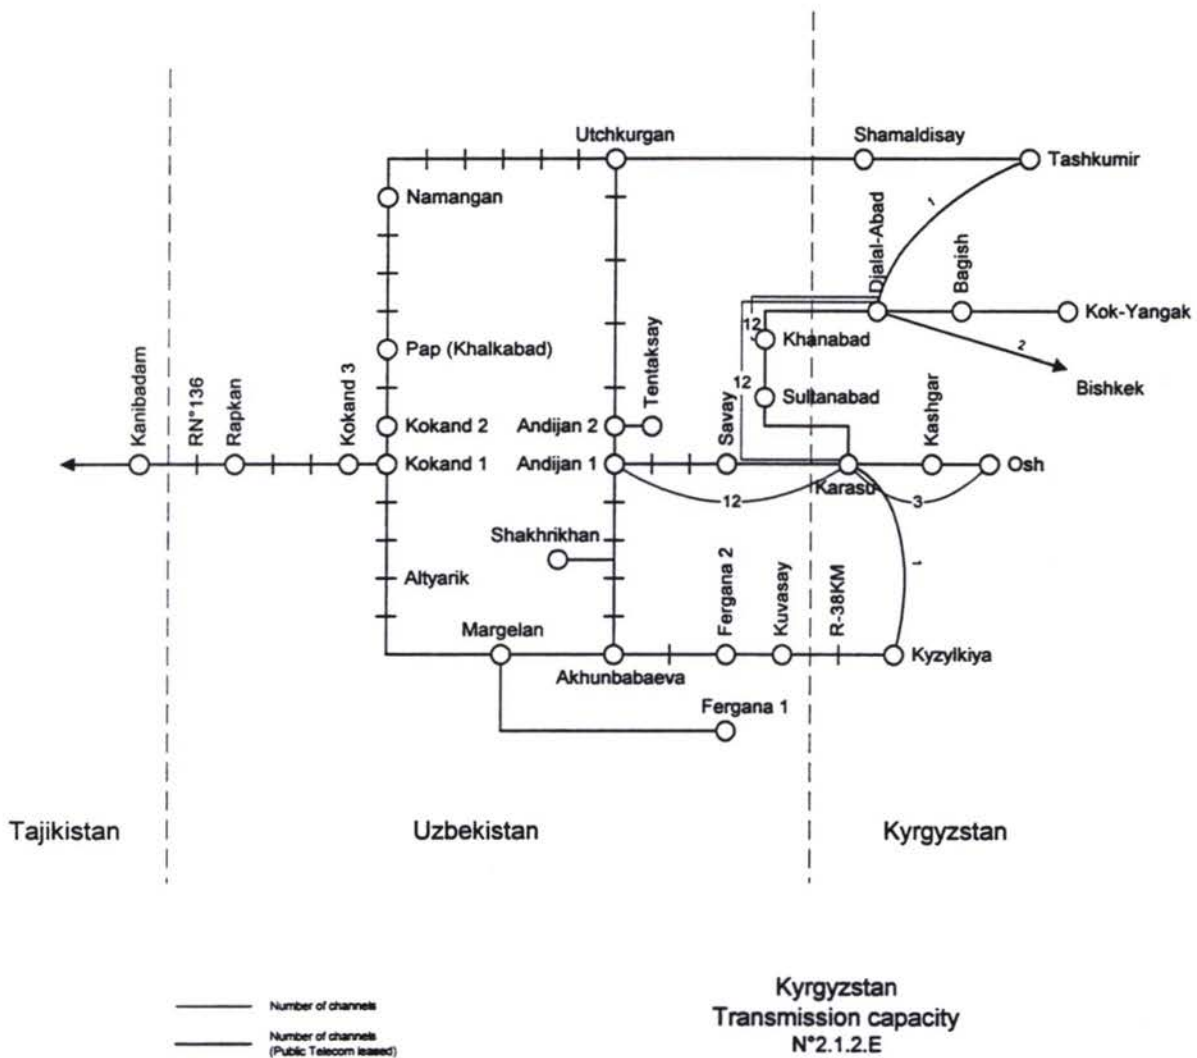 Utchkurgan
Shamaldisay
Tashkumir
Namangan
1
Djalal-Abad
Bagish
Kok-Yangak
12
Khanabad
2
Bishkek
Pap (Khalkabad)
Tentaksay
12
Sultanabad
Kanibadam
RN°136
Rapkan
Kokand 3
Kokand 2
Andijan 2
Savay
Kashgar
Kokand 1
Andijan 1
Karasu
Osh
12
3
Shakhrikhan
1
Altyarik
Fergana 2
Kuvasay
R-38KM
Margelan
Akhunbabaeva
Kyzylkiya
Fergana 1
Tajikistan
Uzbekistan
Kyrgyzstan
Number of channels
Number of channels
(Public Telecom leased)
Kyrgyzstan
Transmission capacity
N°2.1.2.E